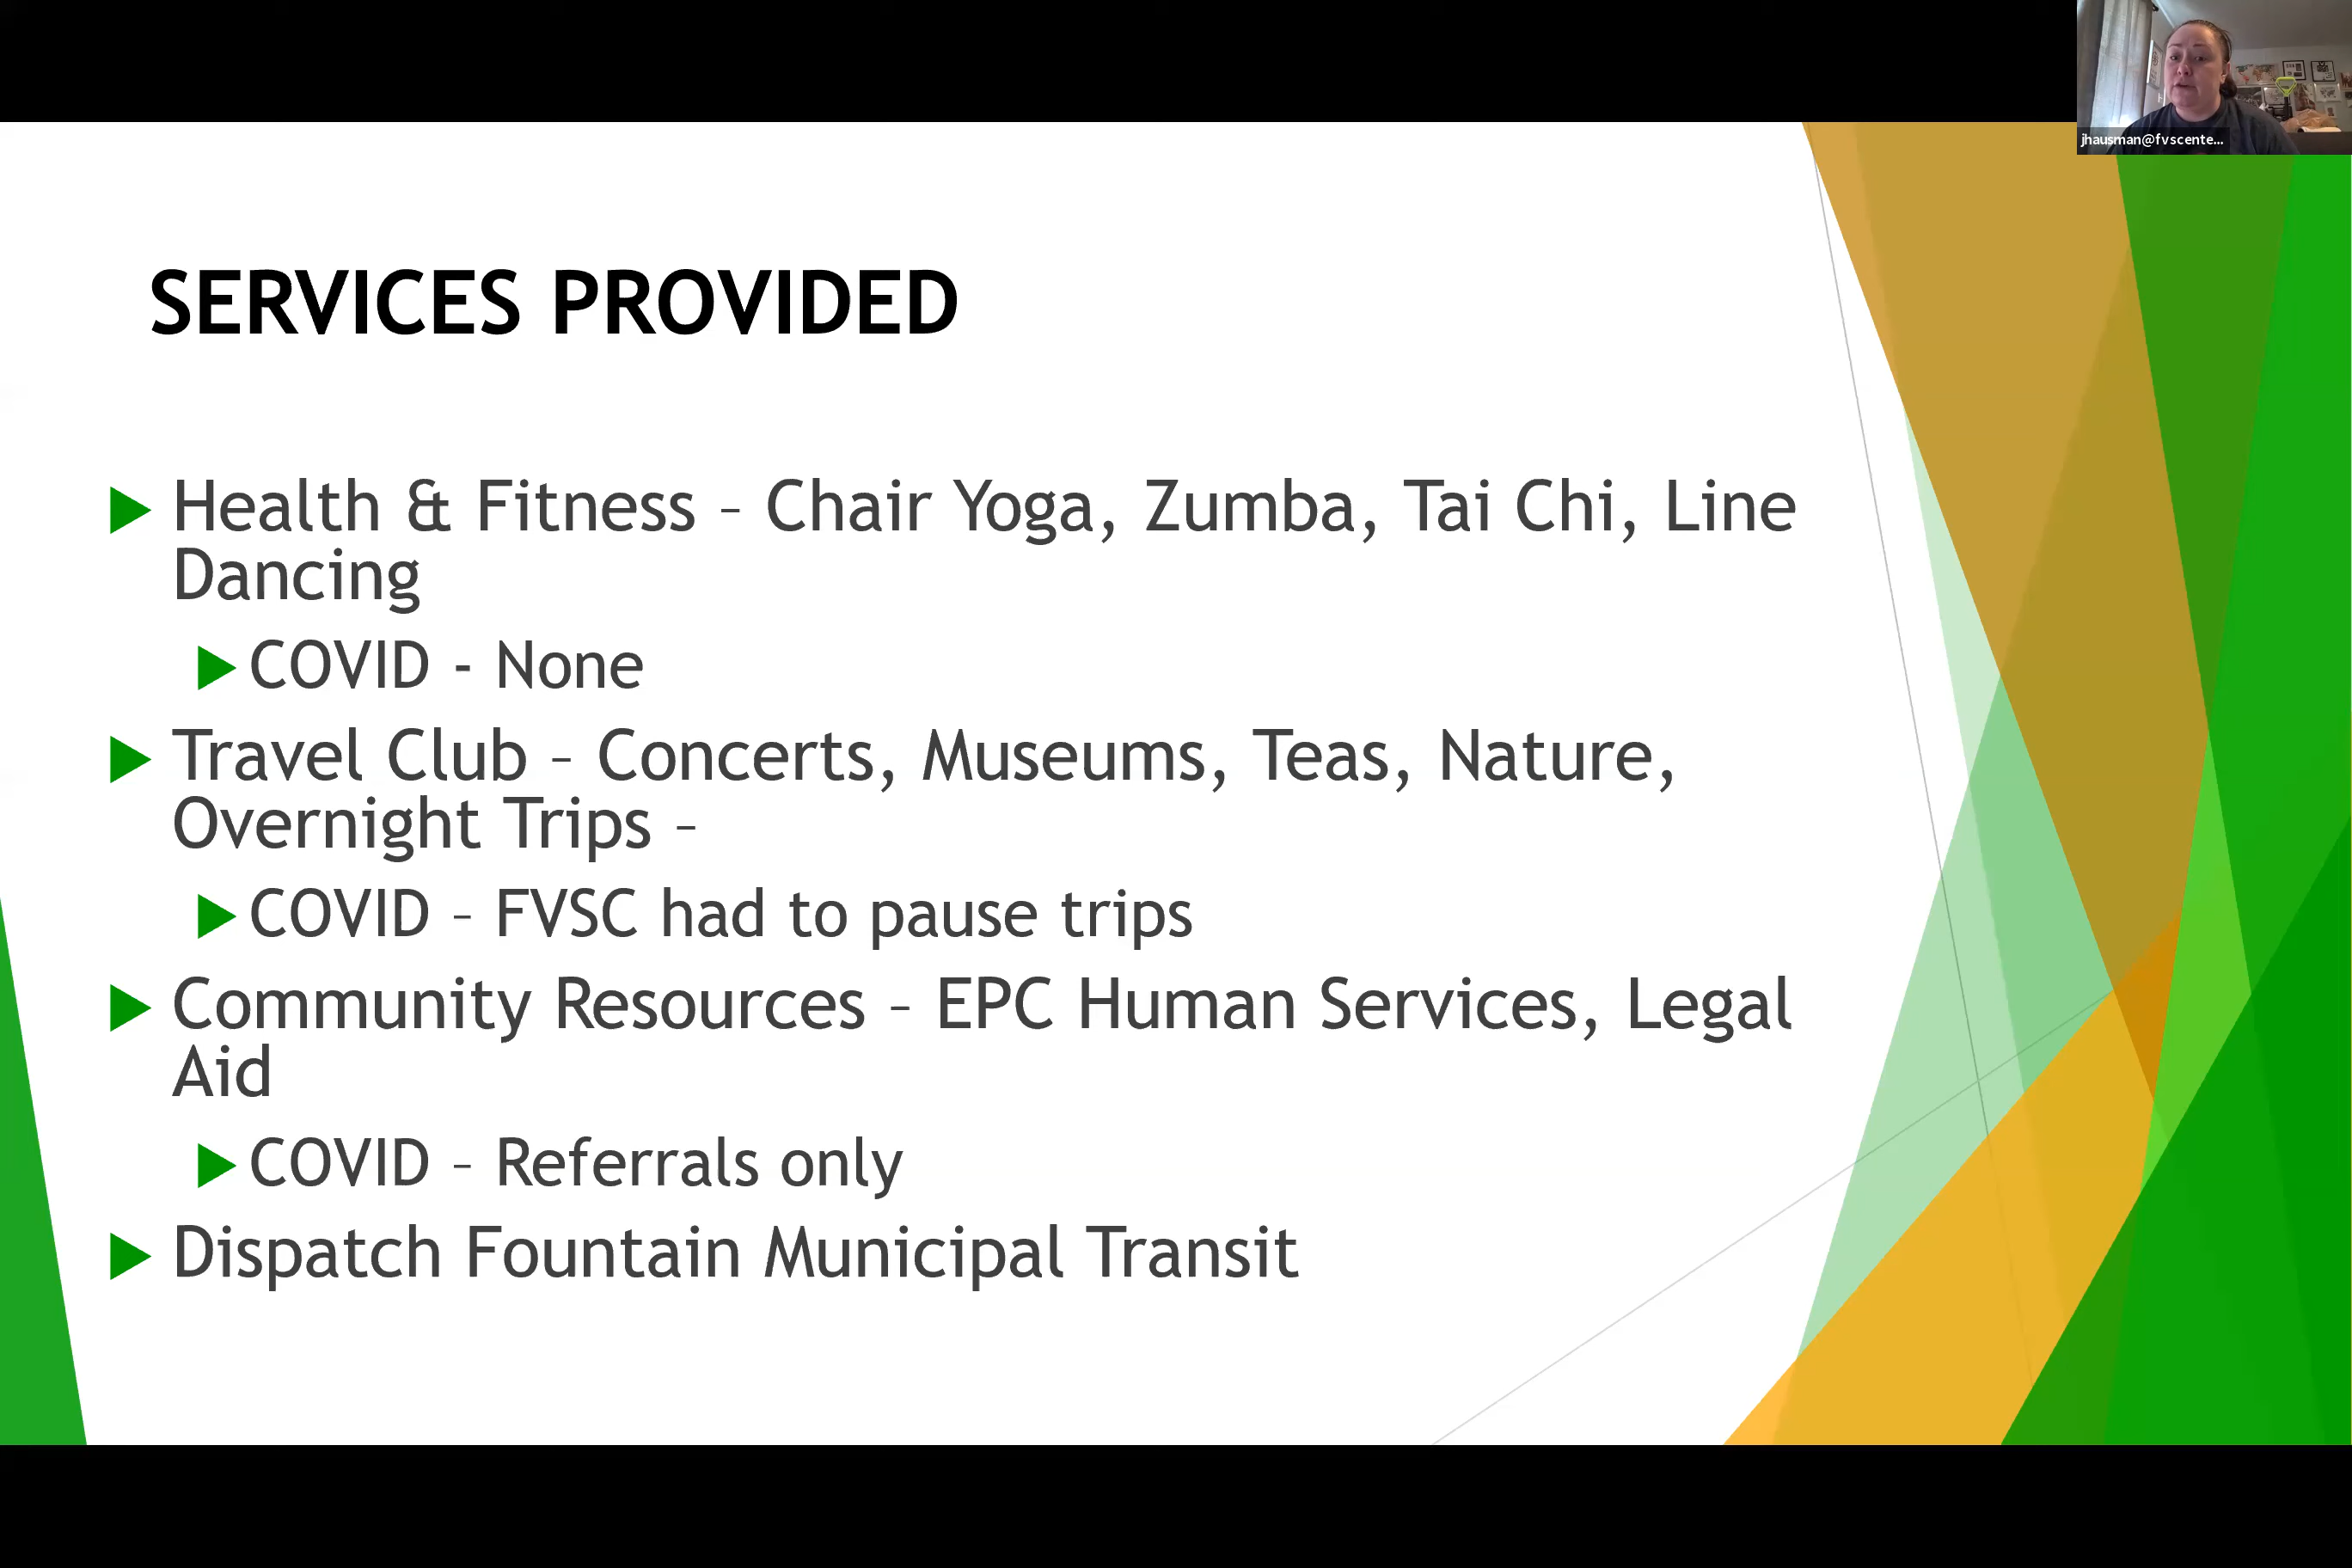 jhausman@fvscente...
SERVICES PROVIDED
Health & Fitness – Chair Yoga, Zumba, Tai Chi, Line
Dancing
COVID - None
Travel Club – Concerts, Museums, Teas, Nature,
Overnight Trips –
COVID – FVSC had to pause trips
Community Resources – EPC Human Services, Legal
Aid
COVID – Referrals only
Dispatch Fountain Municipal Transit